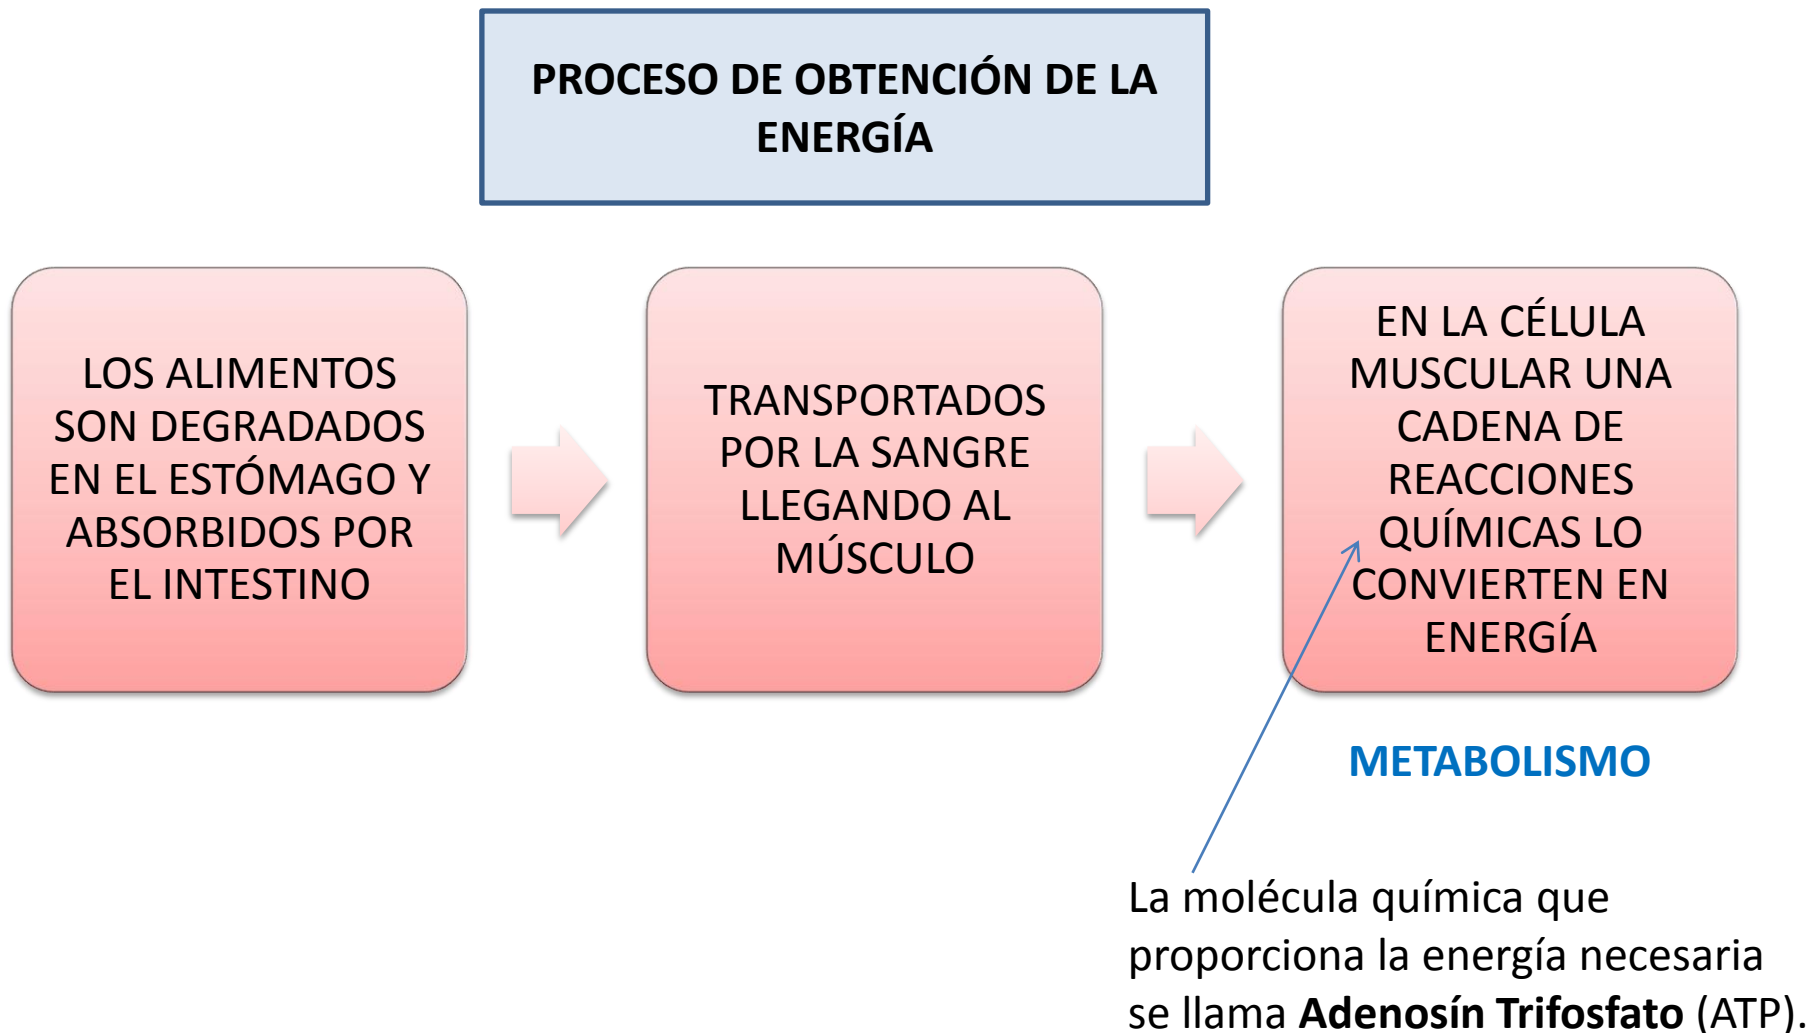 PROCESO DE OBTENCIÓN DE LA
ENERGÍA
LOS ALIMENTOS
SON DEGRADADOS
EN EL ESTÓMAGO Y
ABSORBIDOS POR
EL INTESTINO
TRANSPORTADOS
POR LA SANGRE
LLEGANDO AL
MÚSCULO
EN LA CÉLULA
MUSCULAR UNA
CADENA DE
REACCIONES
QUÍMICAS LO
CONVIERTEN EN
ENERGÍA
METABOLISMO
La molécula química que
proporciona la energía necesaria
se llama Adenosín Trifosfato (ATP).